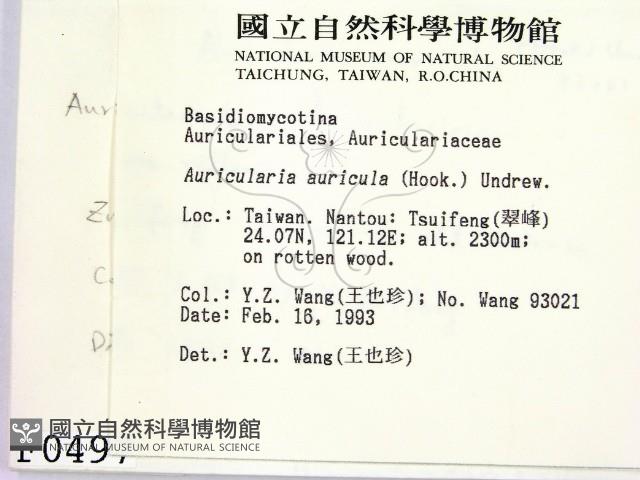 國立自然科學博物館
NATIONAL MUSEUM OF NATURAL SCIENCE
TAICHUNG, TAIWAN, R.O.CHINA
Auri
Basidiomycotina
Auriculariales, Auriculariaceae
Auricularia auricula (Hook.) Undrew.
Loc.: Taiwan. Nantou: Tsuifeng(翠峰)
24.07N, 121.12E; alt. 2300m;
on rotten wood.
Col.: Y.Z. Wang(王也珍); No. Wang 93021
Date: Feb. 16, 1993
Det.: Y.Z. Wang(王也珍)
國立自然科學博物館
NATIONAL MUSEUM OF NATURAL SCIENCE
F049,